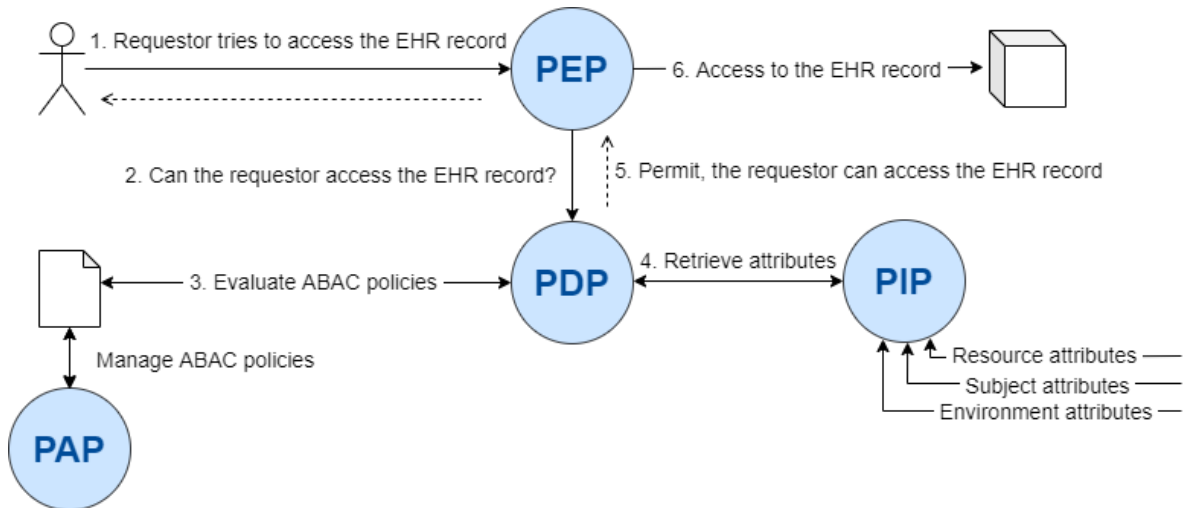 1. Requestor tries to access the EHR record
PEP
6. Access to the EHR record
2. Can the requestor access the EHR record?
5. Permit, the requestor can access the EHR record
3. Evaluate ABAC policies
PDP
4. Retrieve attributes
PIP
Manage ABAC policies
Resource attributes
Subject attributes
Environment attributes
PAP